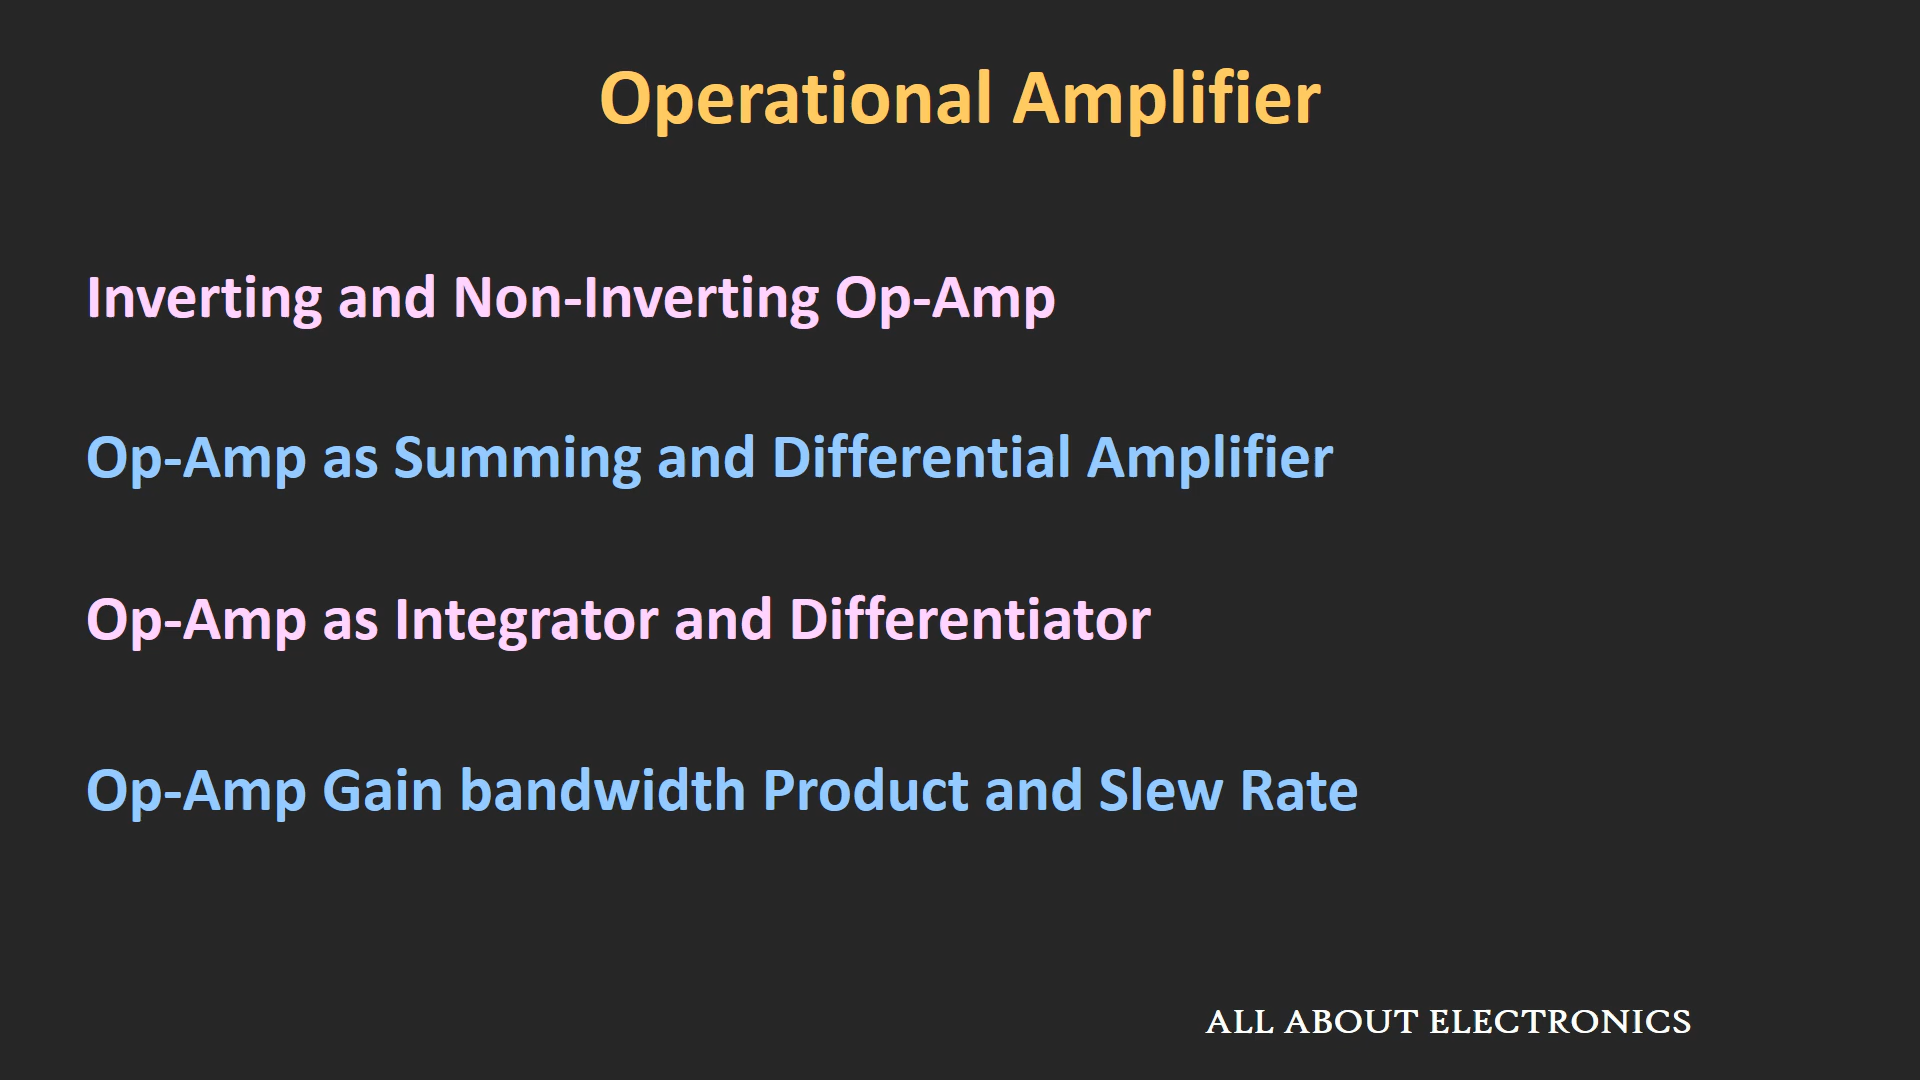 Operational Amplifier
Inverting and Non-Inverting Op-Amp
Op-Amp as Summing and Differential Amplifier
Op-Amp as Integrator and Differentiator
Op-Amp Gain bandwidth Product and Slew Rate
ALL ABOUT ELECTRONICS